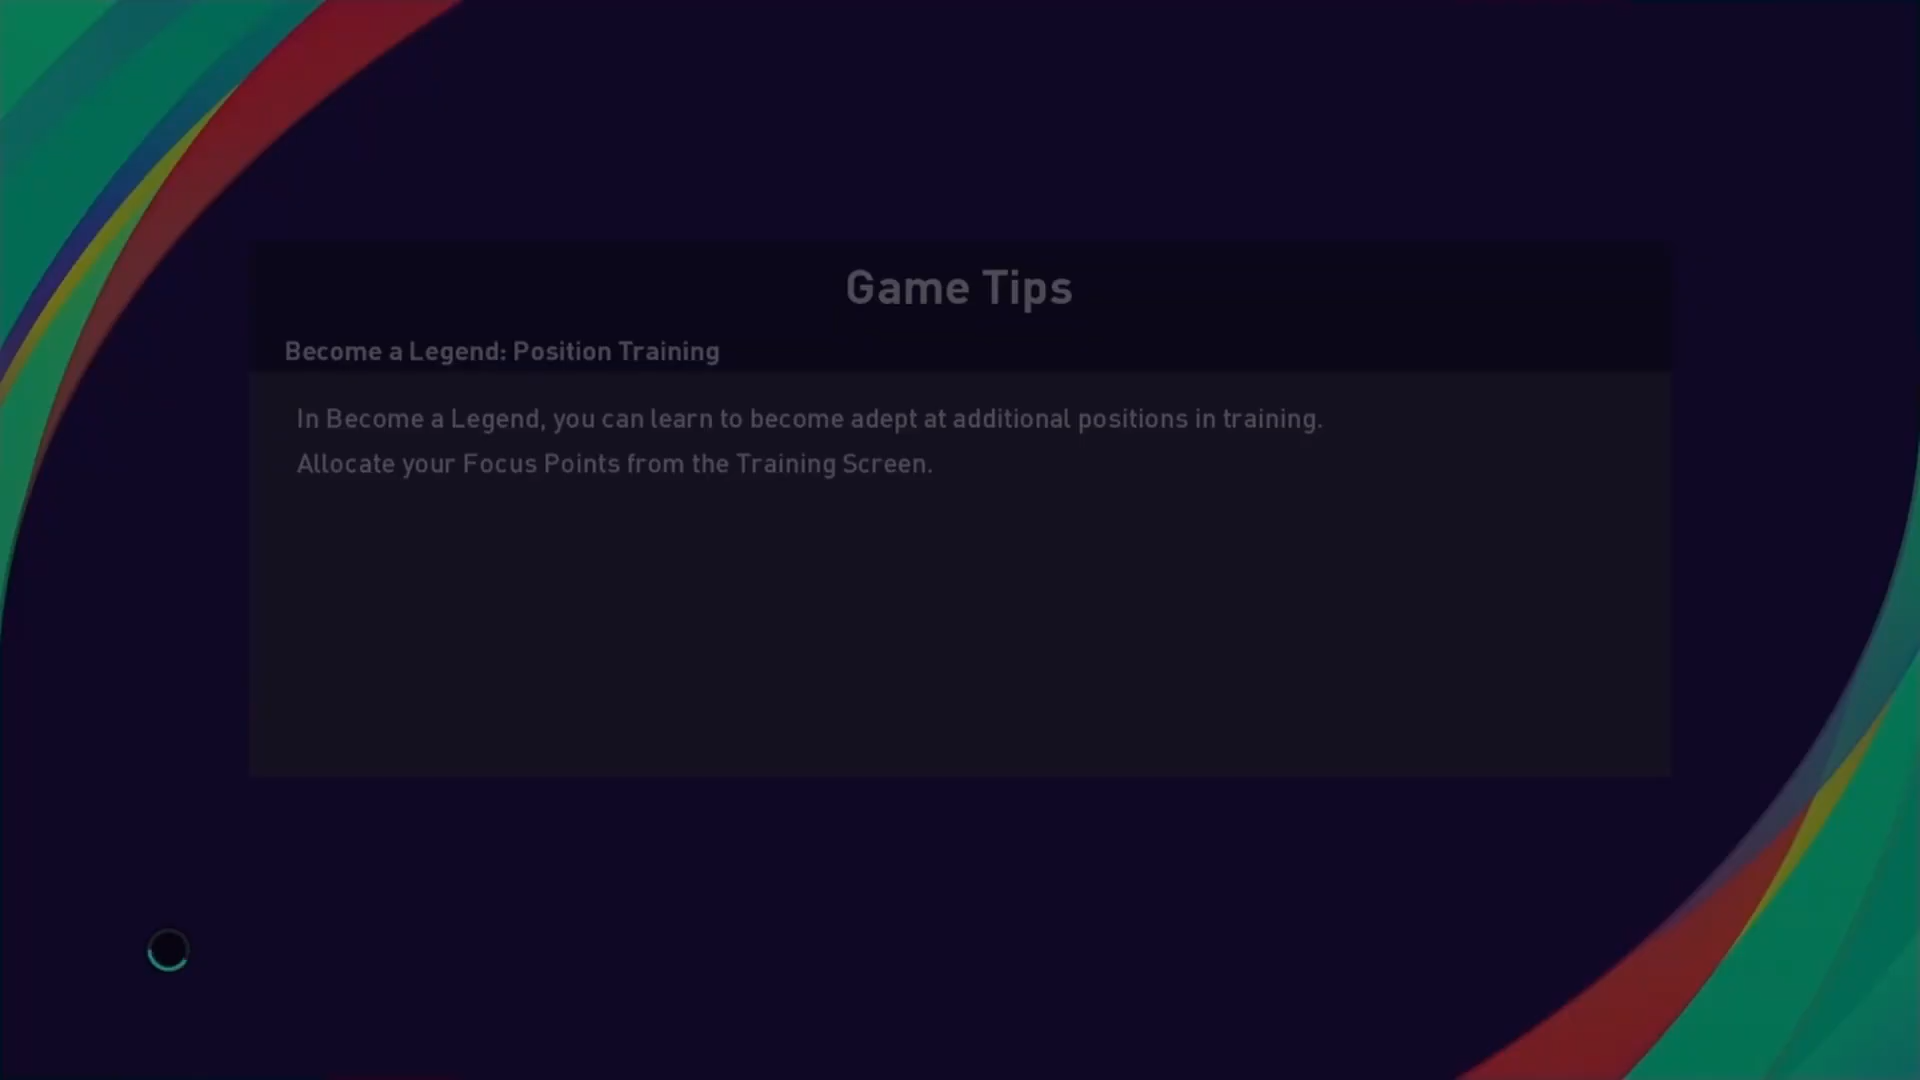 Game Tips
Become a Legend: Position Training
In Become a Legend, you can learn to become adept at additional positions in training.
Allocate your Focus Points from the Training Screen.